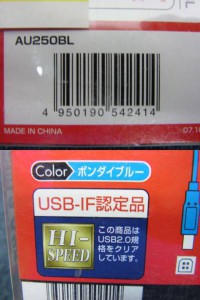 AU250BL
4 950190 542414
MADE IN CHINA
07.10
Color ボンダイブルー
USB-IF認定品
HI-SPEED
この商品は
USB2.0規
格をクリア
しています。